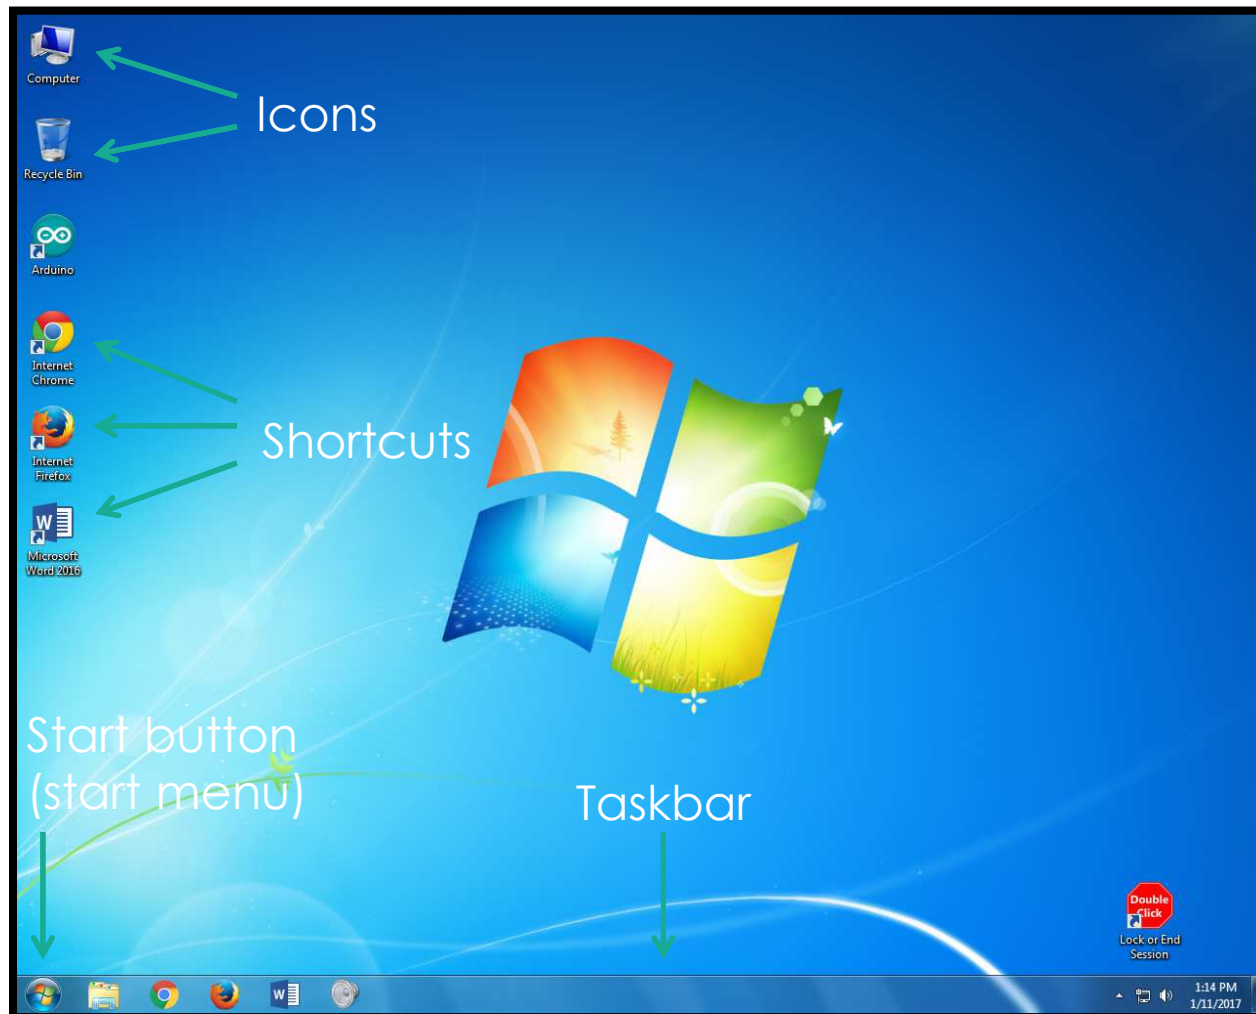 Computer
Icons
Recycle Bin
Arduino
Internet
Chrome
Shortcuts
Internet
Firefox
W
Microsoft
Word 2016
Start button
(start menu)
Taskbar
Double
Click
Lock or End
Session
W
1:14 PM
1/11/2017